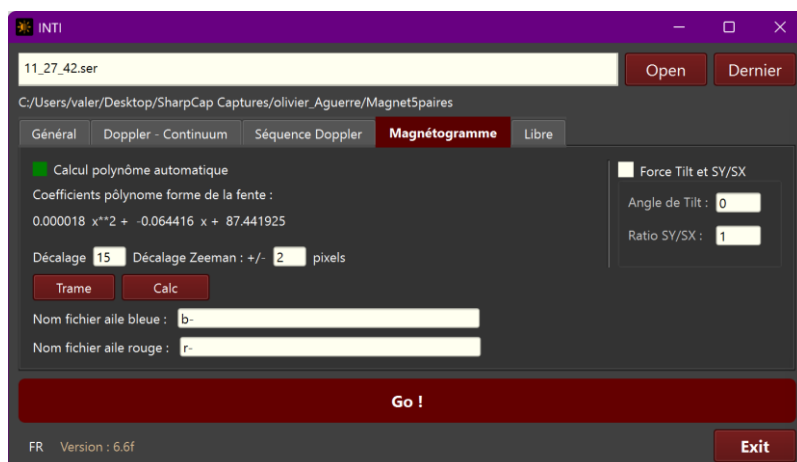 INTI
11_27_42.ser Open Dernier
C:/Users/valer/Desktop/SharpCap Captures/olivier_Aguerre/Magnet5paires
Général Doppler - Continuum Séquence Doppler Magnétogramme Libre
Calcul polynôme automatique
Coefficients pôlynome forme de la fente :
0.000018 x**2 + -0.064416 x + 87.441925
Décalage 15 Décalage Zeeman : +/- 2 pixels
Trame Calc
Nom fichier aile bleue : b-
Nom fichier aile rouge : r-
Force Tilt et SY/SX
Angle de Tilt : 0
Ratio SY/SX : 1
Go !
FR Version : 6.6f Exit